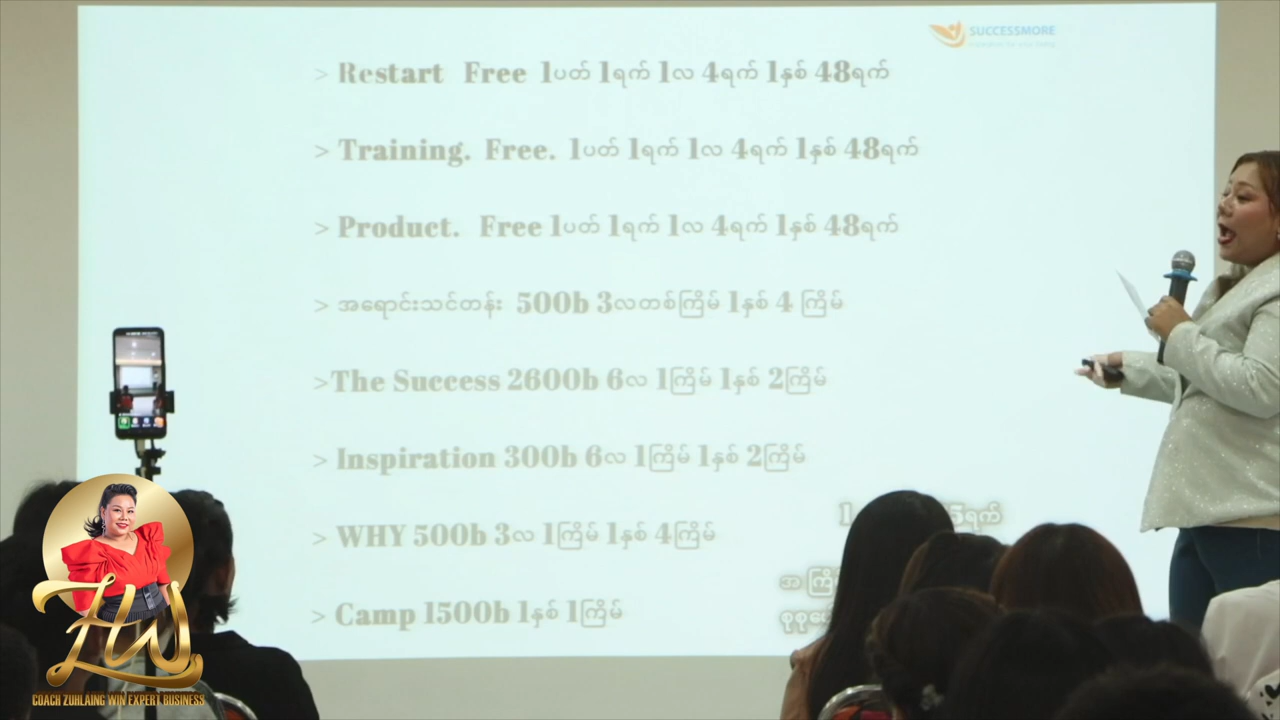 SUCCESSMORE
> Restart Free 1ပတ် 1ရက် 1လ 4ရက် 1နှစ် 48ရက်
> Training. Free. 1ပတ် 1ရက် 1လ 4ရက် 1နှစ် 48ရက်
> Product. Free 1ပတ် 1ရက် 1လ 4ရက် 1နှစ် 48ရက်
> အရောင်းသင်တန်း 500b 3လတစ်ကြိမ် 1နှစ် 4 ကြိမ်
>The Success 2600b 6လ 1ကြိမ် 1နှစ် 2ကြိမ်
> Inspiration 300b 6လ 1ကြိမ် 1နှစ် 2ကြိမ်
> WHY 500b 3လ 1ကြိမ် 1နှစ် 4ကြိမ်
> Camp 1500b 1နှစ် 1ကြိမ်
ZW
COACH ZUHLAING WIN EXPERT BUSINESS